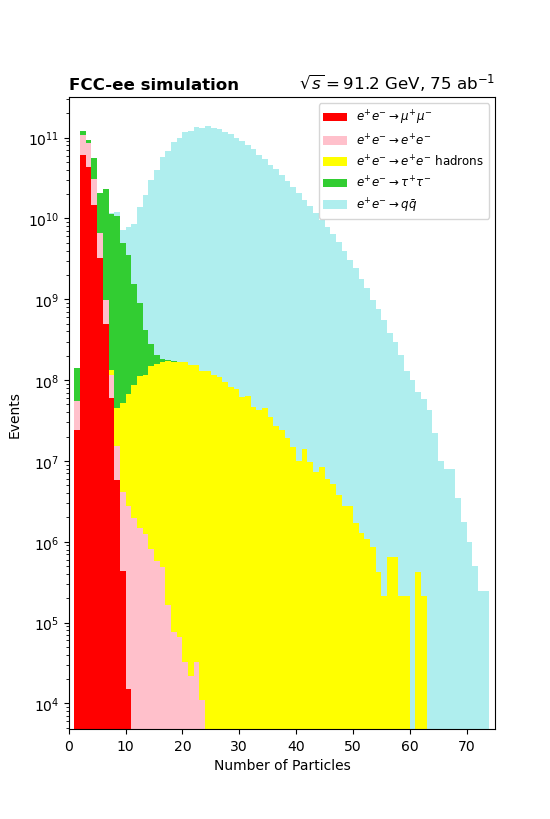 FCC-ee simulation √s = 91.2 GeV, 75 ab⁻¹
e⁺e⁻ → μ⁺μ⁻
e⁺e⁻ → e⁺e⁻
e⁺e⁻ → e⁺e⁻ hadrons
e⁺e⁻ → τ⁺τ⁻
e⁺e⁻ → qq̄
Events
10¹¹
10¹⁰
10⁹
10⁸
10⁷
10⁶
10⁵
10⁴
0 10 20 30 40 50 60 70
Number of Particles